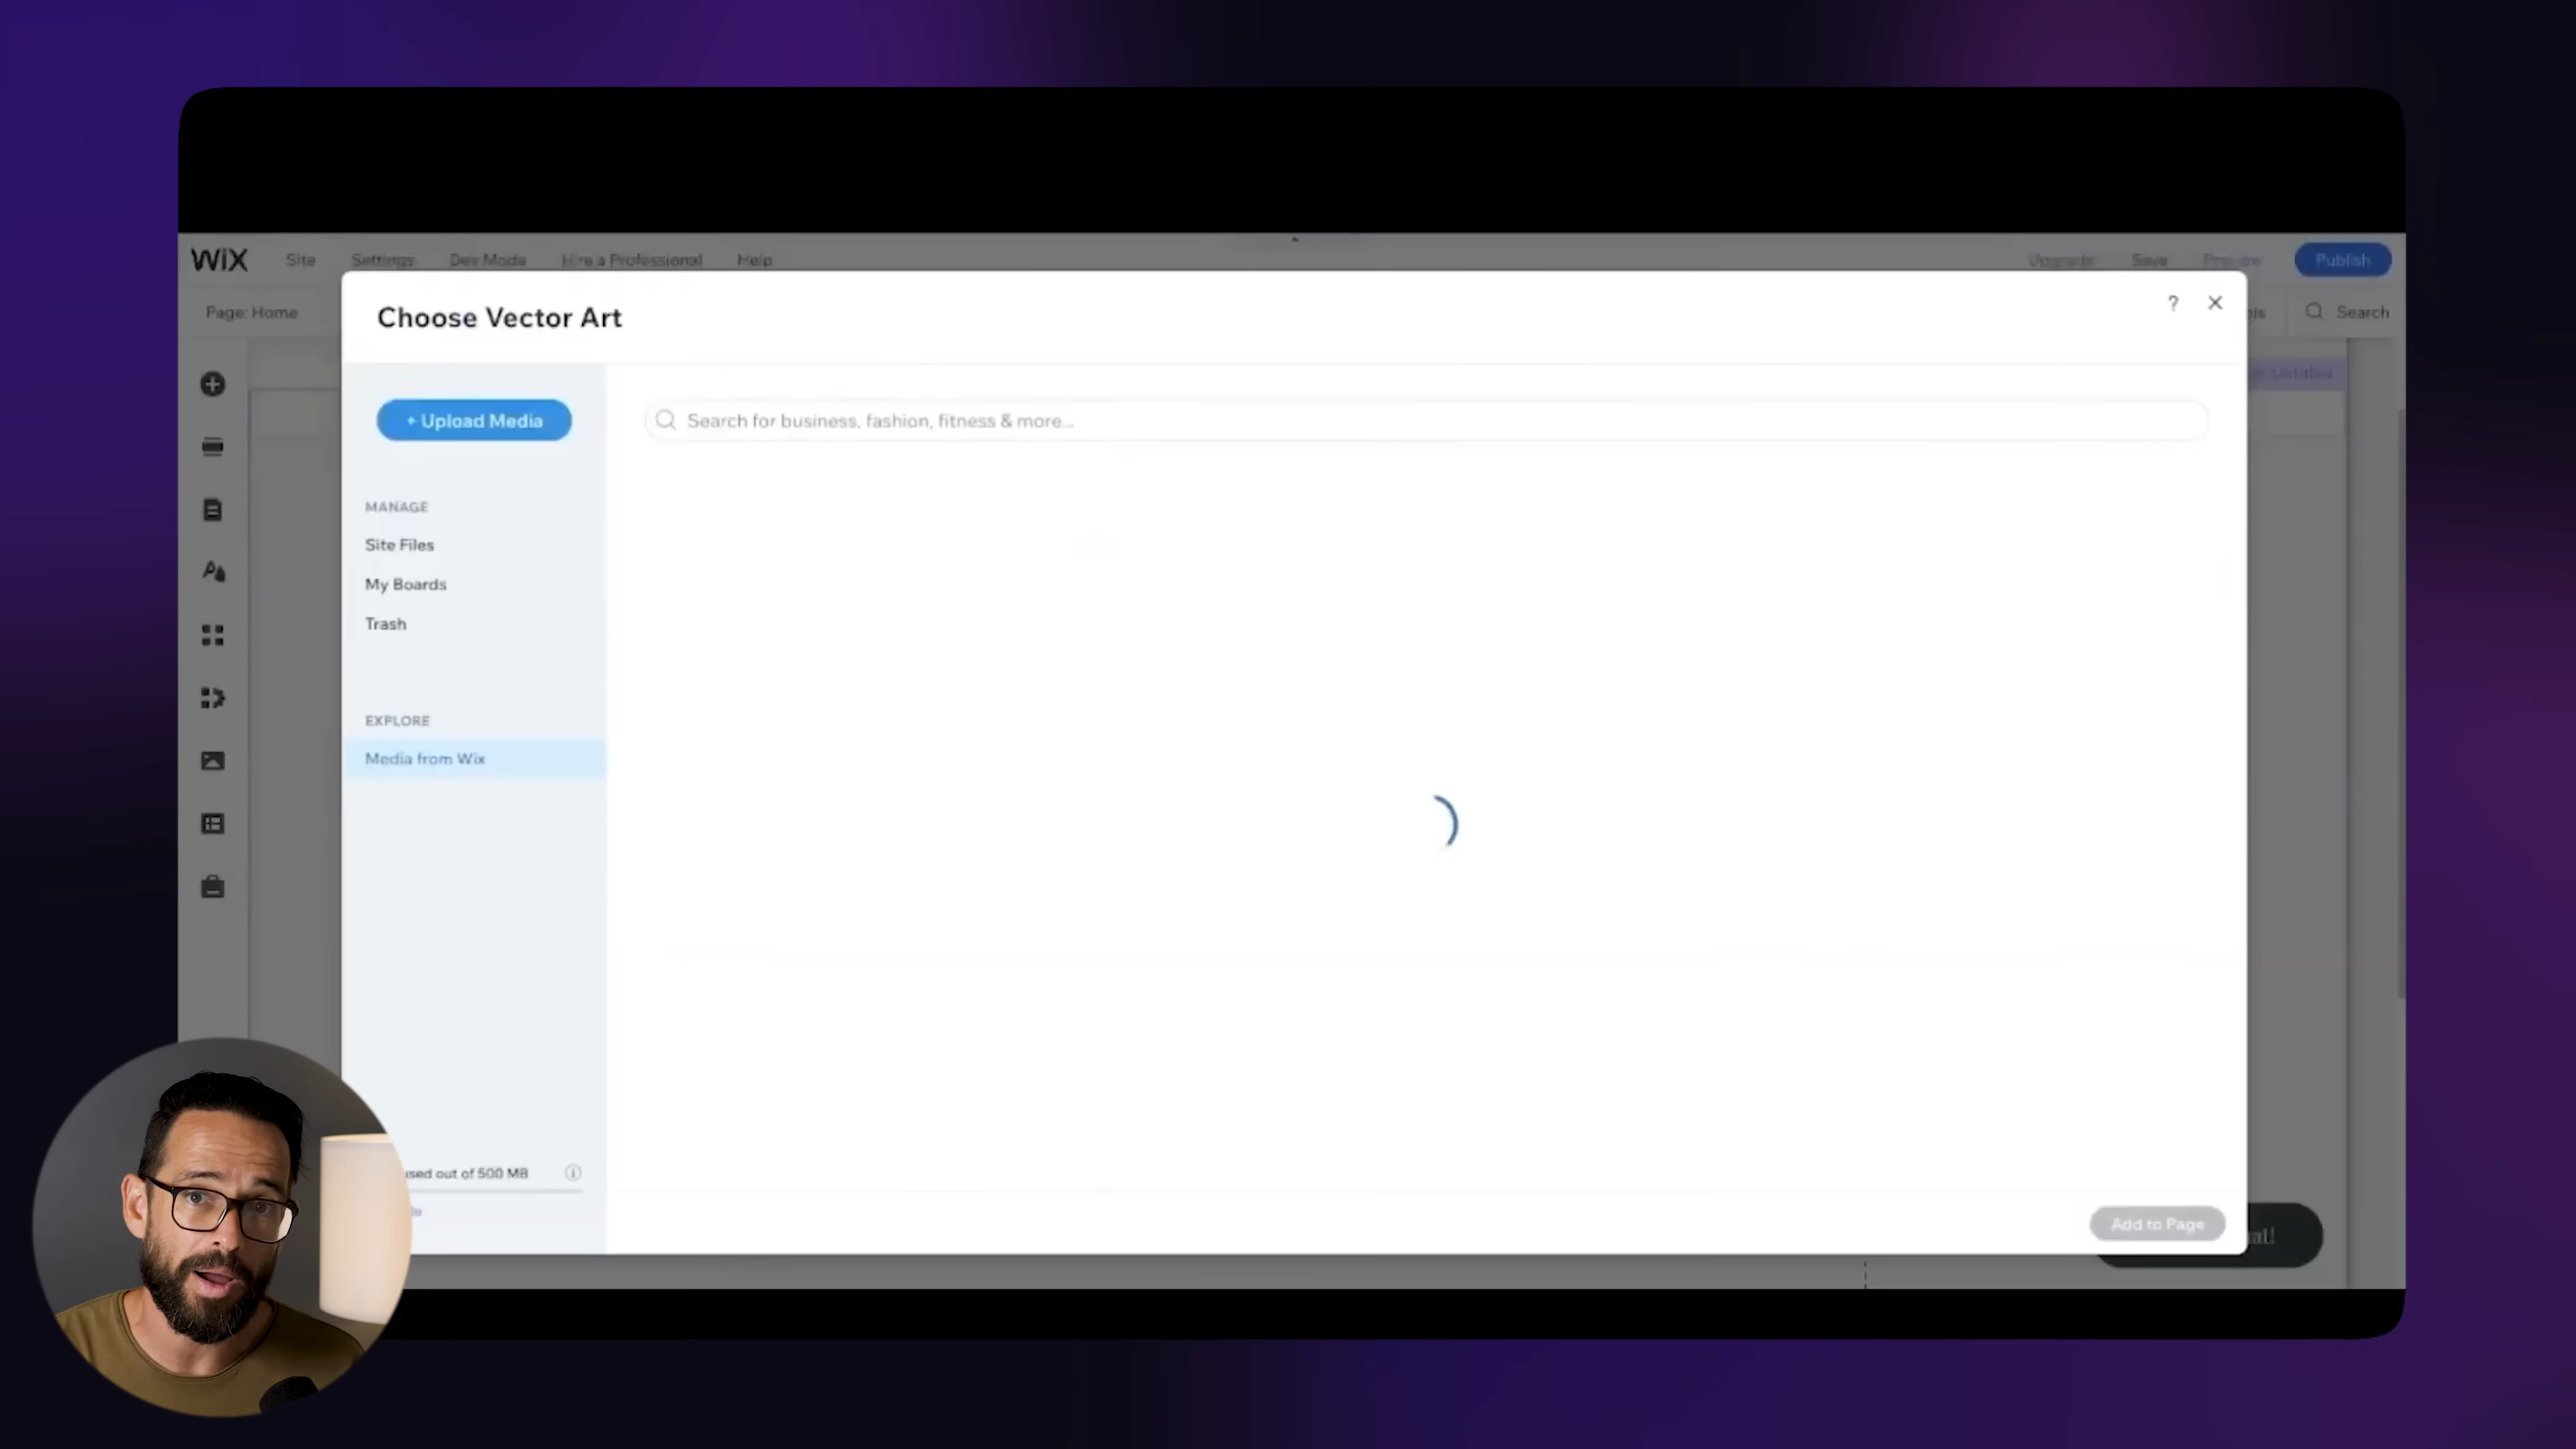 WiX Site Settings Dev Mode Hire a Professional Help Upgrade Save Preview Publish
Page: Home Search
Choose Vector Art
?
+ Upload Media
Search for business, fashion, fitness & more...
MANAGE
Site Files
My Boards
Trash
EXPLORE
Media from Wix
used out of 500 MB
Add to Page